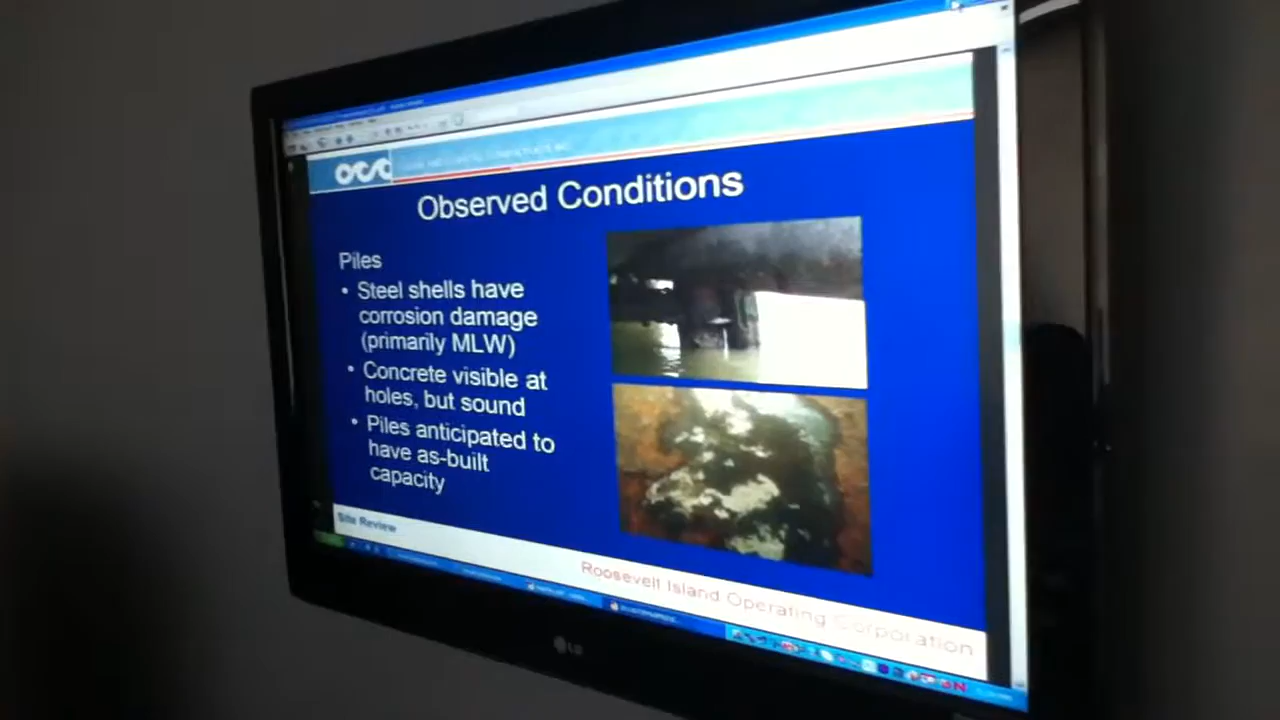 occ
Observed Conditions
Piles
• Steel shells have
corrosion damage
(primarily MLW)
• Concrete visible at
holes, but sound
• Piles anticipated to
have as-built
capacity
Site Review
Roosevelt Island Operating Corporation
LG